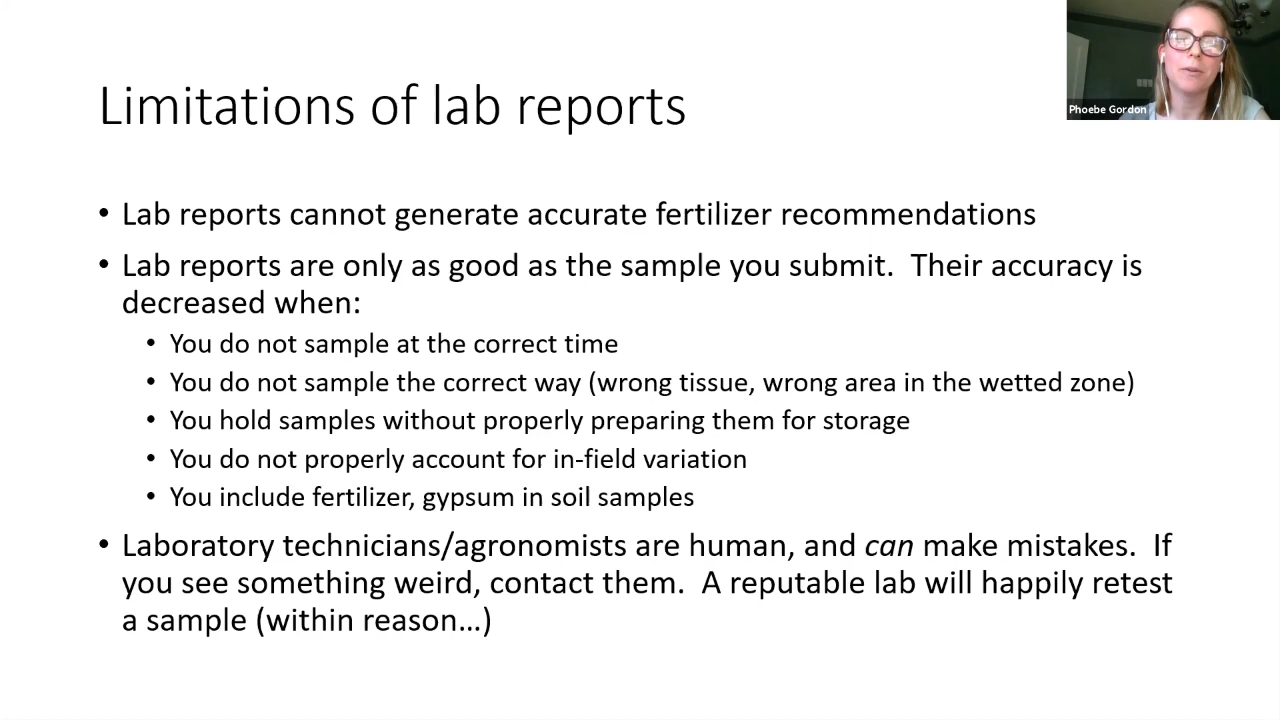 Phoebe Gordon
Limitations of lab reports
• Lab reports cannot generate accurate fertilizer recommendations
• Lab reports are only as good as the sample you submit.  Their accuracy is
decreased when:
• You do not sample at the correct time
• You do not sample the correct way (wrong tissue, wrong area in the wetted zone)
• You hold samples without properly preparing them for storage
• You do not properly account for in-field variation
• You include fertilizer, gypsum in soil samples
• Laboratory technicians/agronomists are human, and can make mistakes.  If
you see something weird, contact them.  A reputable lab will happily retest
a sample (within reason…)